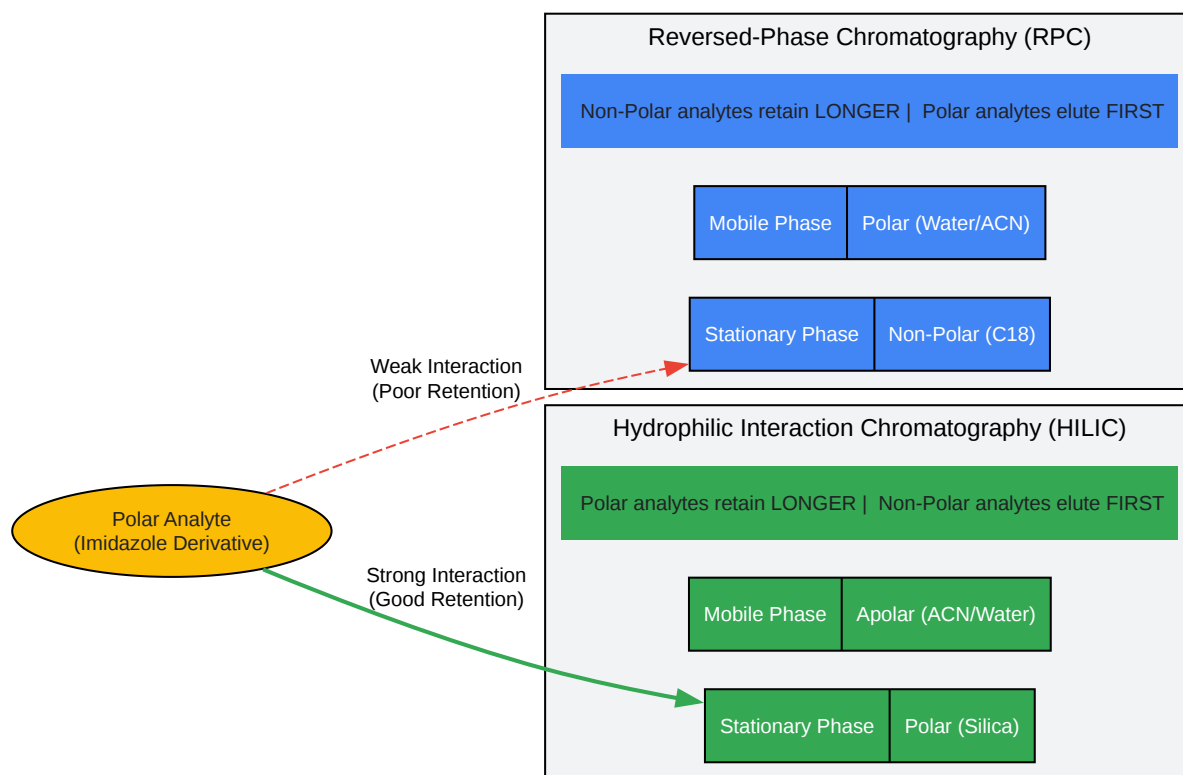 Reversed-Phase Chromatography (RPC)
Non-Polar analytes retain LONGER | Polar analytes elute FIRST
Mobile Phase
Polar (Water/ACN)
Stationary Phase
Non-Polar (C18)
Weak Interaction
(Poor Retention)
Hydrophilic Interaction Chromatography (HILIC)
Polar analytes retain LONGER | Non-Polar analytes elute FIRST
Polar Analyte
(Imidazole Derivative)
Strong Interaction
(Good Retention)
Mobile Phase
Apolar (ACN/Water)
Stationary Phase
Polar (Silica)